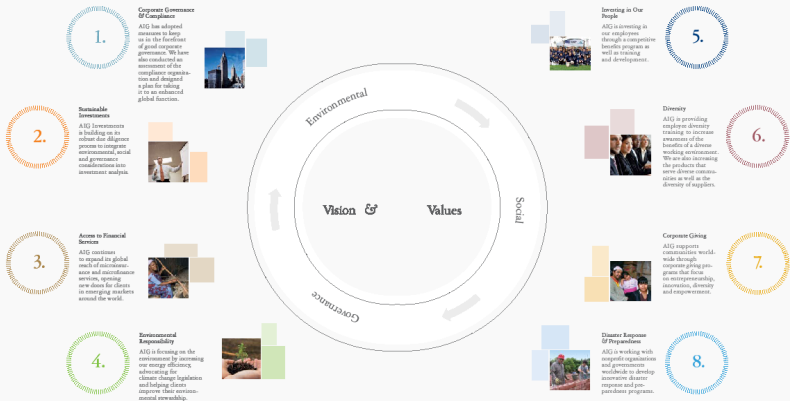 1.
Corporate Governance
& Compliance
AIG has adopted
measures to keep
us in the forefront
of good corporate
governance. We have
also conducted an
assessment of the
compliance organiza-
tion and designed
a plan for taking
it to an enhanced
global function.
2.
Sustainable
Investments
AIG Investments
is building on its
robust due diligence
process to integrate
environmental, social
and governance
considerations into
investment analysis.
3.
Access to Financial
Services
AIG continues
to expand its global
reach of microinsur-
ance and microfinance
services, opening
new doors for clients
in emerging markets
around the world.
4.
Environmental
Responsibility
AIG is focusing on the
environment by increasing
our energy efficiency,
advocating for
climate change legislation
and helping clients
improve their environ-
mental stewardship.
Environmental
Social
Governance
Vision & Values
Investing in Our
People
AIG is investing in
our employees
through a competitive
benefits program as
well as training
and development.
5.
Diversity
AIG is providing
employee diversity
training to increase
awareness of the
benefits of a diverse
working environment.
We are also increasing
the products that
serve diverse commu-
nities as well as the
diversity of suppliers.
6.
Corporate Giving
AIG supports
communities world-
wide through
corporate giving pro-
grams that focus
on entrepreneurship,
innovation, diversity
and empowerment.
7.
Disaster Response
& Preparedness
AIG is working with
nonprofit organizations
and governments
worldwide to develop
innovative disaster
response and pre-
paredness programs.
8.